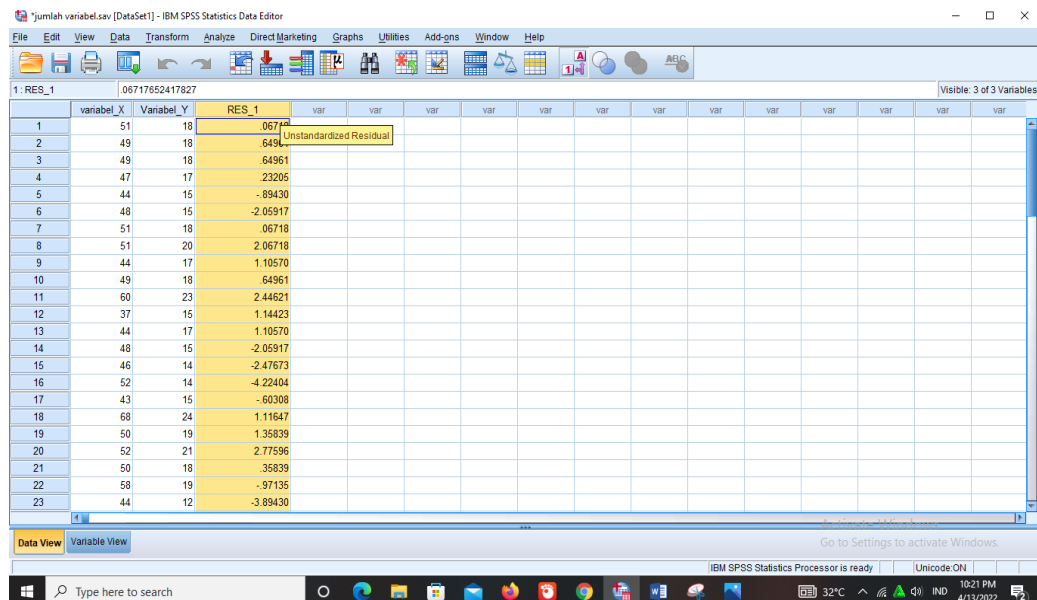 *jumlah variabel.sav [DataSet1] - IBM SPSS Statistics Data Editor
File Edit View Data Transform Analyze Direct Marketing Graphs Utilities Add-ons Window Help
1 : RES_1 .06717652417827 Visible: 3 of 3 Variables
variabel_X Variabel_Y RES_1 var var var var var var var var var var var var var
1 51 18 .06718
Unstandardized Residual
2 49 18 .64961
3 49 18 .64961
4 47 17 .23205
5 44 15 -.89430
6 48 15 -2.05917
7 51 18 .06718
8 51 20 2.06718
9 44 17 1.10570
10 49 18 .64961
11 60 23 2.44621
12 37 15 1.14423
13 44 17 1.10570
14 48 15 -2.05917
15 46 14 -2.47673
16 52 14 -4.22404
17 43 15 -.60308
18 68 24 1.11647
19 50 19 1.35839
20 52 21 2.77596
21 50 18 .35839
22 58 19 -.97135
23 44 12 -3.89430
Data View Variable View
Go to Settings to activate Windows.
IBM SPSS Statistics Processor is ready Unicode:ON
Type here to search 32°C IND 10:21 PM
4/13/2022